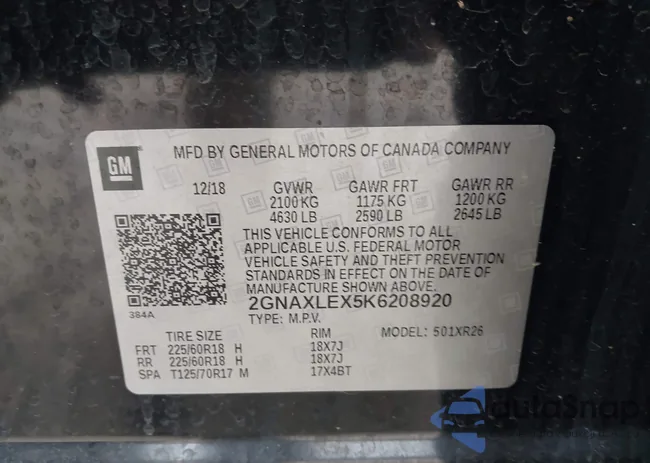 GM
MFD BY GENERAL MOTORS OF CANADA COMPANY
12/18 GVWR GAWR FRT GAWR RR
2100 KG 1175 KG 1200 KG
4630 LB 2590 LB 2645 LB
THIS VEHICLE CONFORMS TO ALL
APPLICABLE U.S. FEDERAL MOTOR
VEHICLE SAFETY AND THEFT PREVENTION
STANDARDS IN EFFECT ON THE DATE OF
MANUFACTURE SHOWN ABOVE.
2GNAXLEX5K6208920
384A TYPE: M.P.V.
TIRE SIZE RIM MODEL: 501XR26
FRT 225/60R18 H 18X7J
RR 225/60R18 H 18X7J
SPA T125/70R17 M 17X4BT
autoSnap